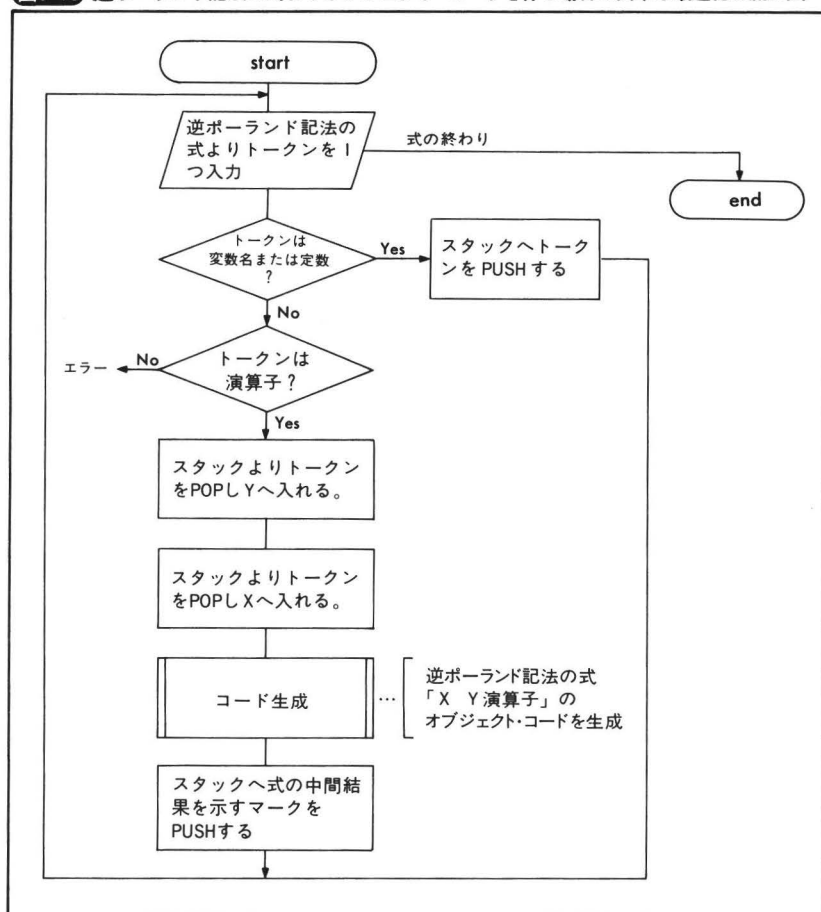 start
逆ポーランド記法の
式よりトークンを1
つ入力
式の終わり
end
トークンは
変数名または定数
?
Yes
スタックへトーク
ンをPUSHする
No
トークンは
演算子?
No
エラー
Yes
スタックよりトークン
をPOPしYへ入れる。
スタックよりトークン
をPOPしXへ入れる。
コード生成
… 逆ポーランド記法の式
「X Y演算子」の
オブジェクト・コードを生成
スタックへ式の中間結
果を示すマークを
PUSHする